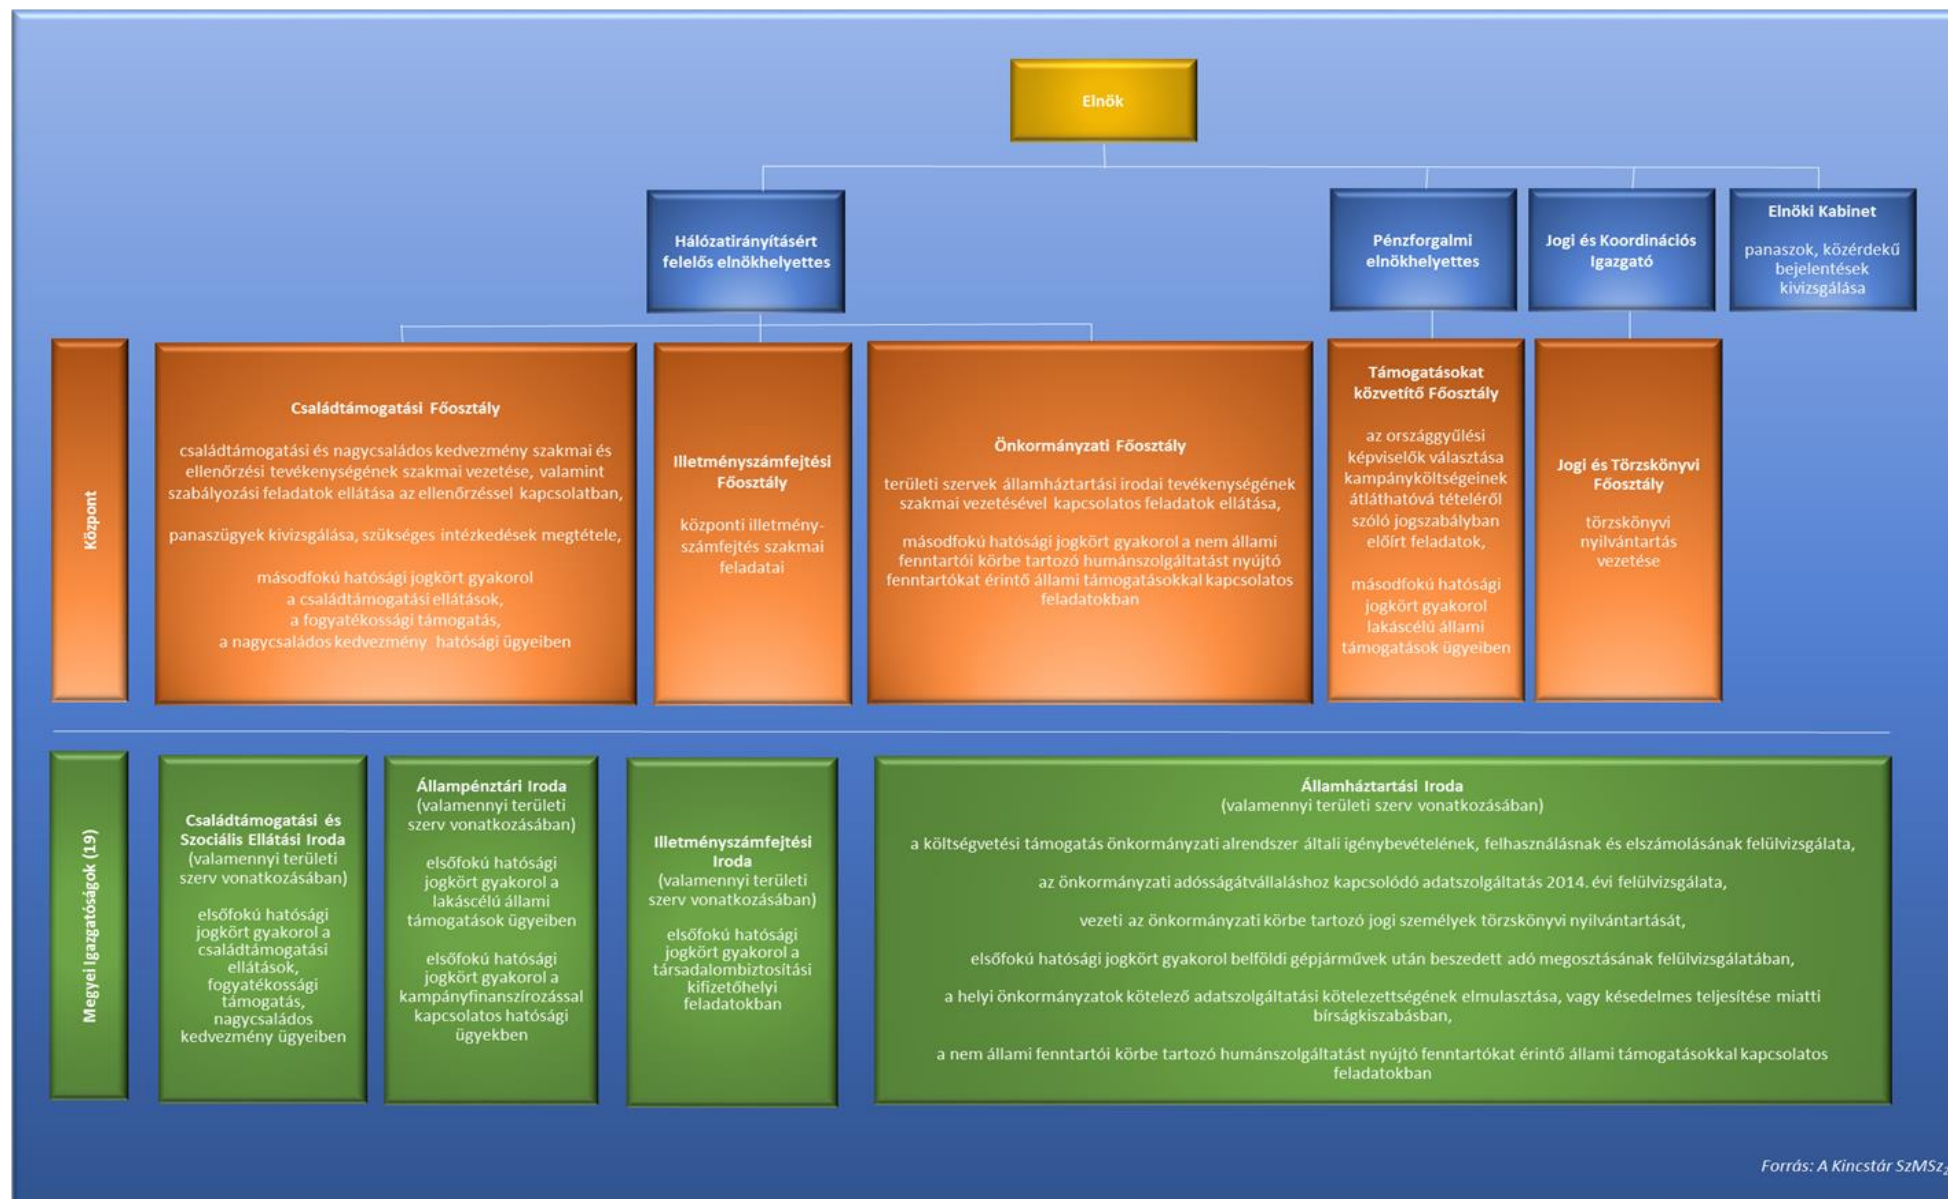 Elnök
Hálózatirányításért
felelős elnökhelyettes
Pénzforgalmi
elnökhelyettes
Jogi és Koordinációs
Igazgató
Elnöki Kabinet
panaszok, közérdekű
bejelentések
kivizsgálása
Központ
Családtámogatási Főosztály
családtámogatási és nagycsaládos kedvezmény szakmai és
ellenőrzési tevékenységének szakmai vezetése, valamint
szabályozási feladatok ellátása az ellenőrzéssel kapcsolatban,
panaszügyek kivizsgálása, szükséges intézkedések megtétele,
másodfokú hatósági jogkört gyakorol
a családtámogatási ellátások,
a fogyatékossági támogatás,
a nagycsaládos kedvezmény hatósági ügyeiben
Illetményszámfejtési
Főosztály
központi illetmény-
számfejtés szakmai
feladatai
Önkormányzati Főosztály
területi szervek államháztartási irodai tevékenységének
szakmai vezetésével kapcsolatos feladatok ellátása,
másodfokú hatósági jogkört gyakorol a nem állami
fenntartói körbe tartozó humánszolgáltatást nyújtó
fenntartókat érintő állami támogatásokkal kapcsolatos
feladatokban
Támogatásokat
közvetítő Főosztály
az országgyűlési
képviselők választása
kampányköltségeinek
átláthatóvá tételéről
szóló jogszabályban
előírt feladatok,
másodfokú hatósági
jogkört gyakorol
lakáscélú állami
támogatások ügyeiben
Jogi és Törzskönyvi
Főosztály
törzskönyvi
nyilvántartás
vezetése
Megyei Igazgatóságok (19)
Családtámogatási és
Szociális Ellátási Iroda
(valamennyi területi
szerv vonatkozásában)
elsőfokú hatósági
jogkört gyakorol a
családtámogatási
ellátások,
fogyatékossági
támogatás,
nagycsaládos
kedvezmény ügyeiben
Állampénztári Iroda
(valamennyi területi
szerv vonatkozásában)
elsőfokú hatósági
jogkört gyakorol a
lakáscélú állami
támogatások ügyeiben
elsőfokú hatósági
jogkört gyakorol a
kampányfinanszírozással
kapcsolatos hatósági
ügyekben
Illetményszámfejtési
Iroda
(valamennyi területi
szerv vonatkozásában)
elsőfokú hatósági
jogkört gyakorol a
társadalombiztosítási
kifizetőhelyi
feladatokban
Államháztartási Iroda
(valamennyi területi szerv vonatkozásában)
a költségvetési támogatás önkormányzati alrendszer általi igénybevételének, felhasználásnak és elszámolásának felülvizsgálata,
az önkormányzati adósságátvállaláshoz kapcsolódó adatszolgáltatás 2014. évi felülvizsgálata,
vezeti az önkormányzati körbe tartozó jogi személyek törzskönyvi nyilvántartását,
elsőfokú hatósági jogkört gyakorol belföldi gépjárművek után beszedett adó megosztásának felülvizsgálatában,
a helyi önkormányzatok kötelező adatszolgáltatási kötelezettségének elmulasztása, vagy késedelmes teljesítése miatti
bírságkiszabásban,
a nem állami fenntartói körbe tartozó humánszolgáltatást nyújtó fenntartókat érintő állami támogatásokkal kapcsolatos
feladatokban
Forrás: A Kincstár SzMSz₂